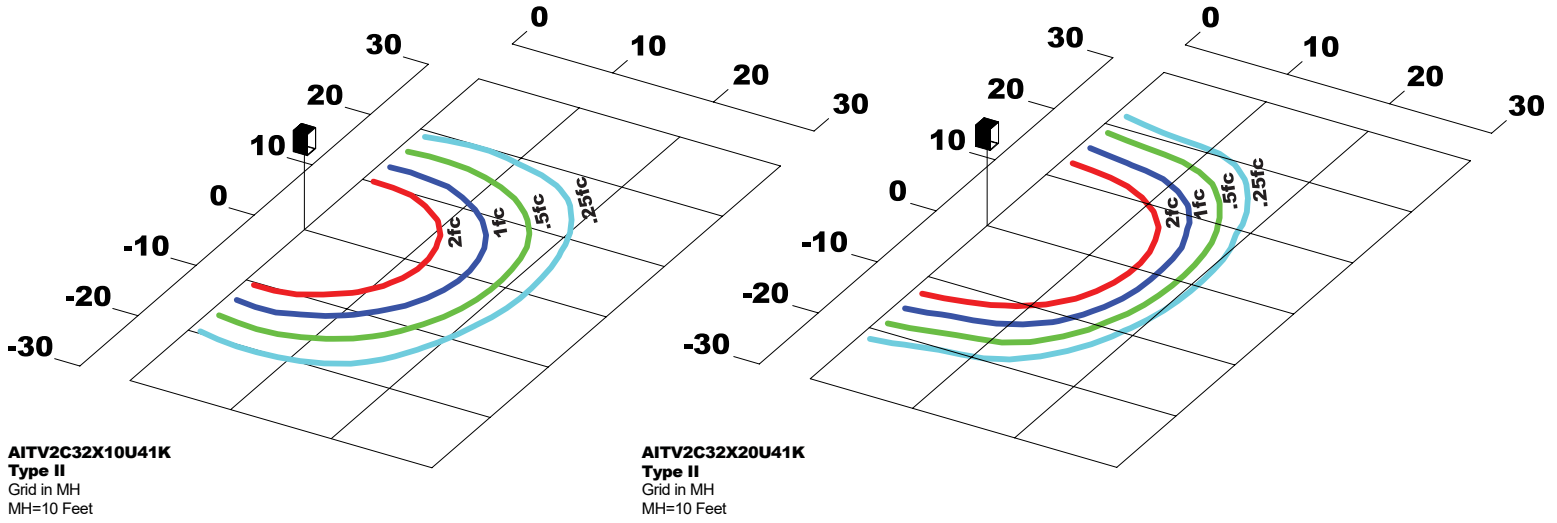 0
10
20
30
30
20
10
0
-10
-20
-30
2fc
1fc
.5fc
.25fc
AITV2C32X10U41K
Type II
Grid in MH
MH=10 Feet
0
10
20
30
30
20
10
0
-10
-20
-30
2fc
1fc
.5fc
.25fc
AITV2C32X20U41K
Type II
Grid in MH
MH=10 Feet